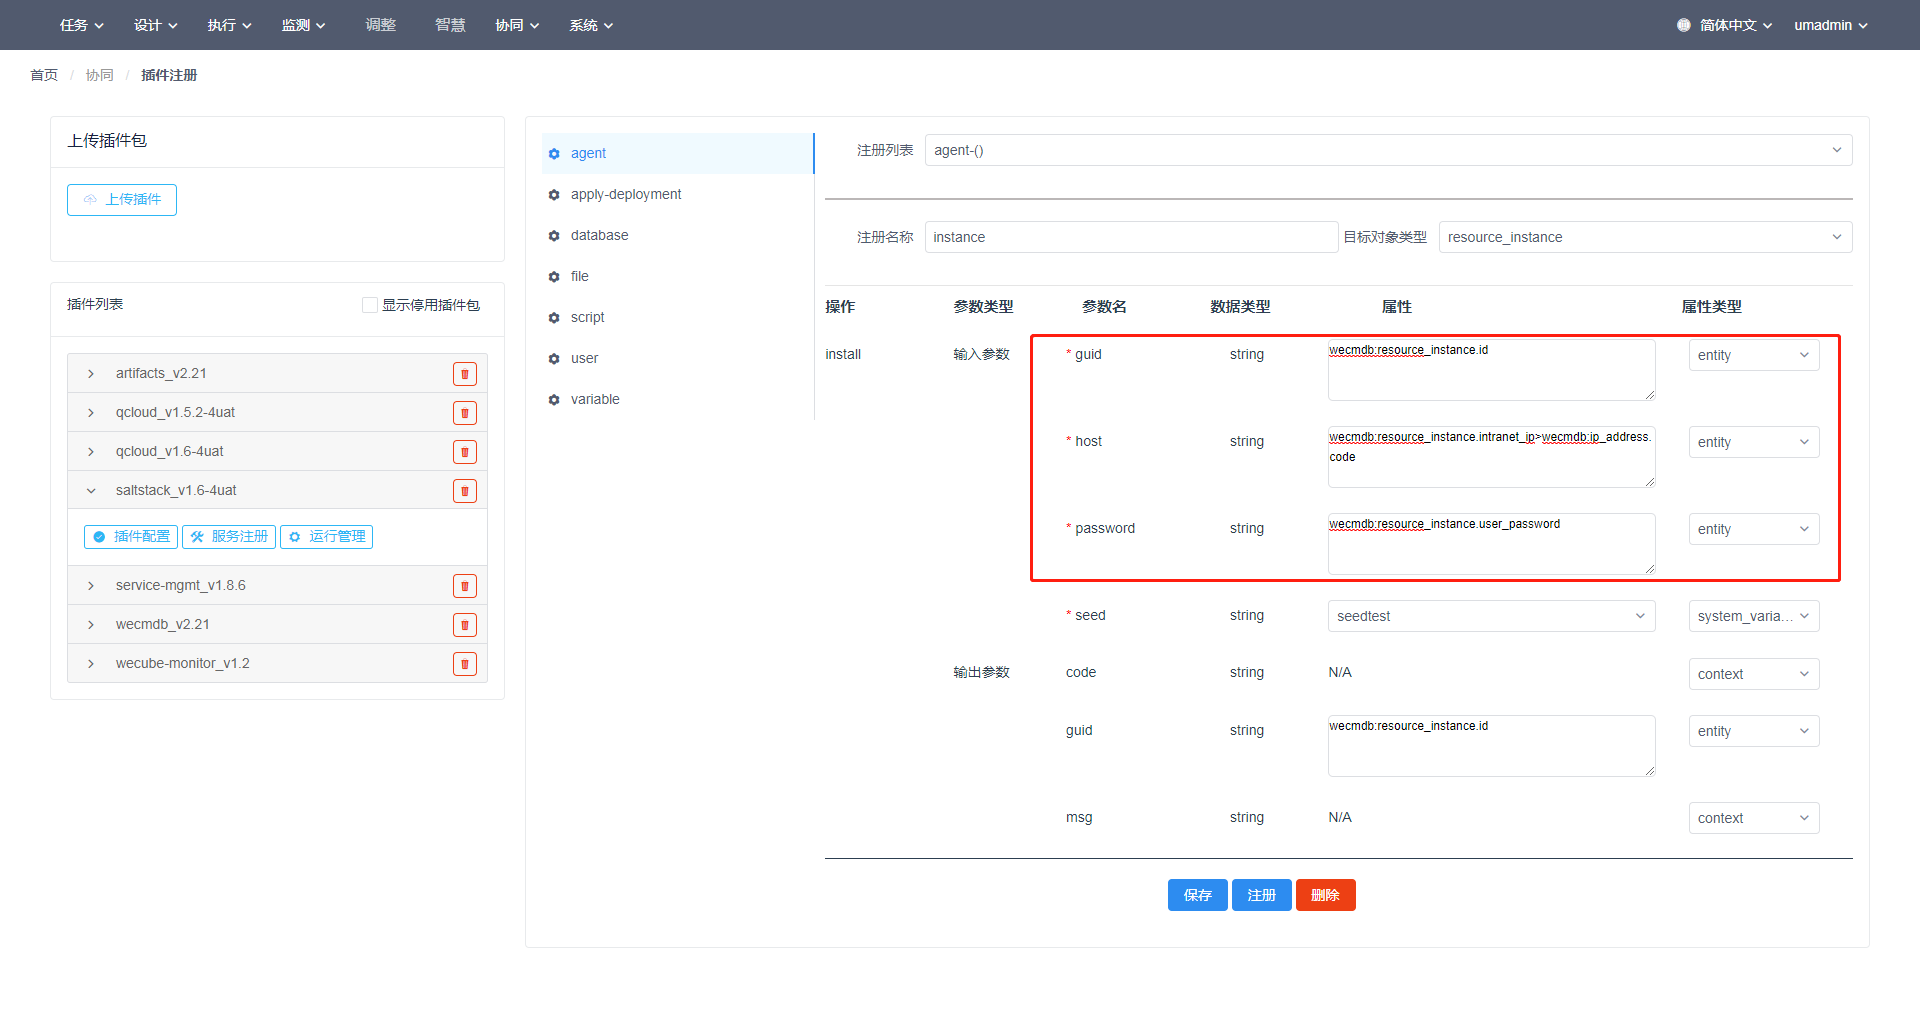 任务 设计 执行 监测 调整 智慧 协同 系统 简体中文 umadmin
首页 / 协同 / 插件注册
上传插件包
上传插件
插件列表 显示停用插件包
artifacts_v2.21
qcloud_v1.5.2-4uat
qcloud_v1.6-4uat
saltstack_v1.6-4uat
插件配置 服务注册 运行管理
service-mgmt_v1.8.6
wecmdb_v2.21
wecube-monitor_v1.2
agent
apply-deployment
database
file
script
user
variable
注册列表 agent-()
注册名称 instance 目标对象类型 resource_instance
操作 参数类型 参数名 数据类型 属性 属性类型
install 输入参数 * guid string wecmdb:resource_instance.id entity
* host string wecmdb:resource_instance.intranet_ip>wecmdb:ip_address.
code entity
* password string wecmdb:resource_instance.user_password entity
* seed string seedtest system_varia...
输出参数 code string N/A context
guid string wecmdb:resource_instance.id entity
msg string N/A context
保存 注册 删除